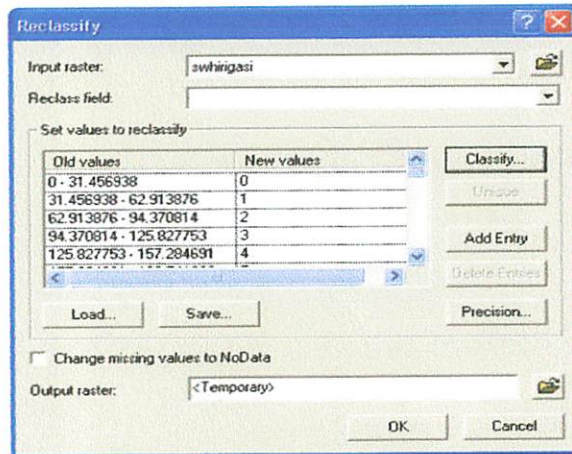 Reclassify
Input raster: swhirigasi
Reclass field:
Set values to reclassify
Old values New values
0 - 31.456938 0
31.456938 - 62.913876 1
62.913876 - 94.370814 2
94.370814 - 125.827753 3
125.827753 - 157.284691 4
Classify...
Unique
Add Entry
Delete Entries
Load... Save... Precision...
Change missing values to NoData
Output raster: <Temporary>
OK Cancel